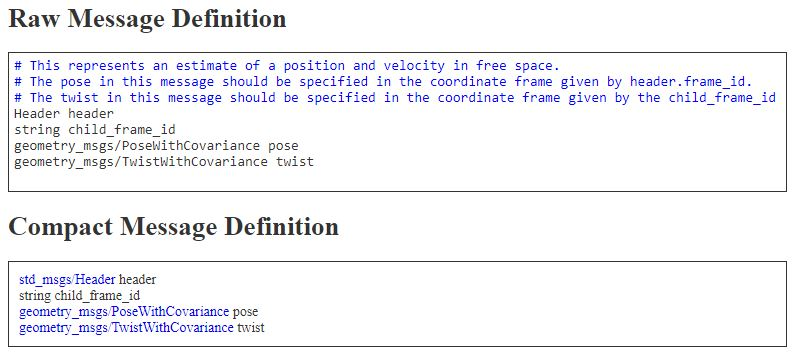 Raw Message Definition
# This represents an estimate of a position and velocity in free space.
# The pose in this message should be specified in the coordinate frame given by header.frame_id.
# The twist in this message should be specified in the coordinate frame given by the child_frame_id
Header header
string child_frame_id
geometry_msgs/PoseWithCovariance pose
geometry_msgs/TwistWithCovariance twist
Compact Message Definition
std_msgs/Header header
string child_frame_id
geometry_msgs/PoseWithCovariance pose
geometry_msgs/TwistWithCovariance twist